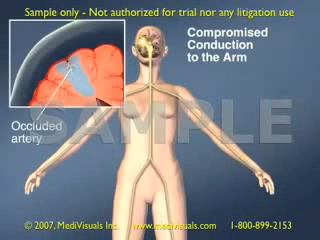 Sample only - Not authorized for trial nor any litigation use
Compromised
Conduction
to the Arm
SAMPLE
Occluded
artery
© 2007, MediVisuals Inc. www.medivisuals.com 1-800-899-2153